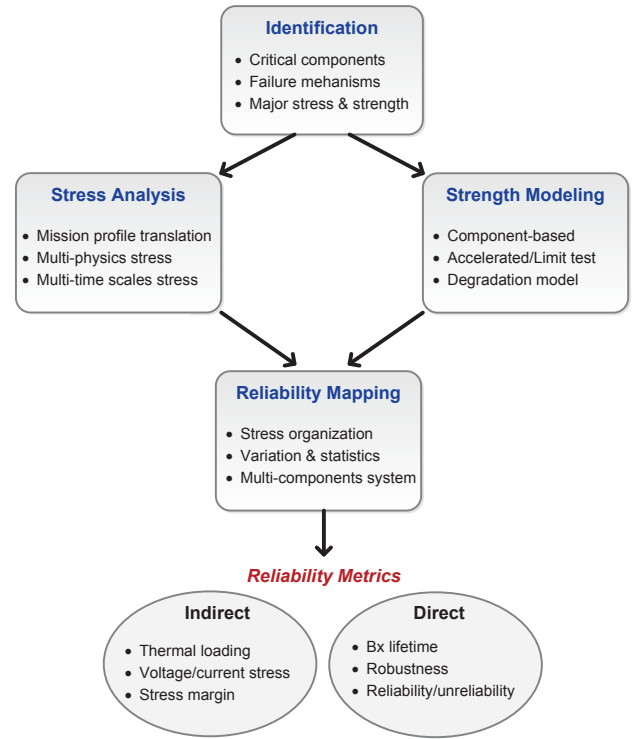 Identification
• Critical components
• Failure mehanisms
• Major stress & strength
Stress Analysis
• Mission profile translation
• Multi-physics stress
• Multi-time scales stress
Strength Modeling
• Component-based
• Accelerated/Limit test
• Degradation model
Reliability Mapping
• Stress organization
• Variation & statistics
• Multi-components system
Reliability Metrics
Indirect
• Thermal loading
• Voltage/current stress
• Stress margin
Direct
• Bx lifetime
• Robustness
• Reliability/unreliability